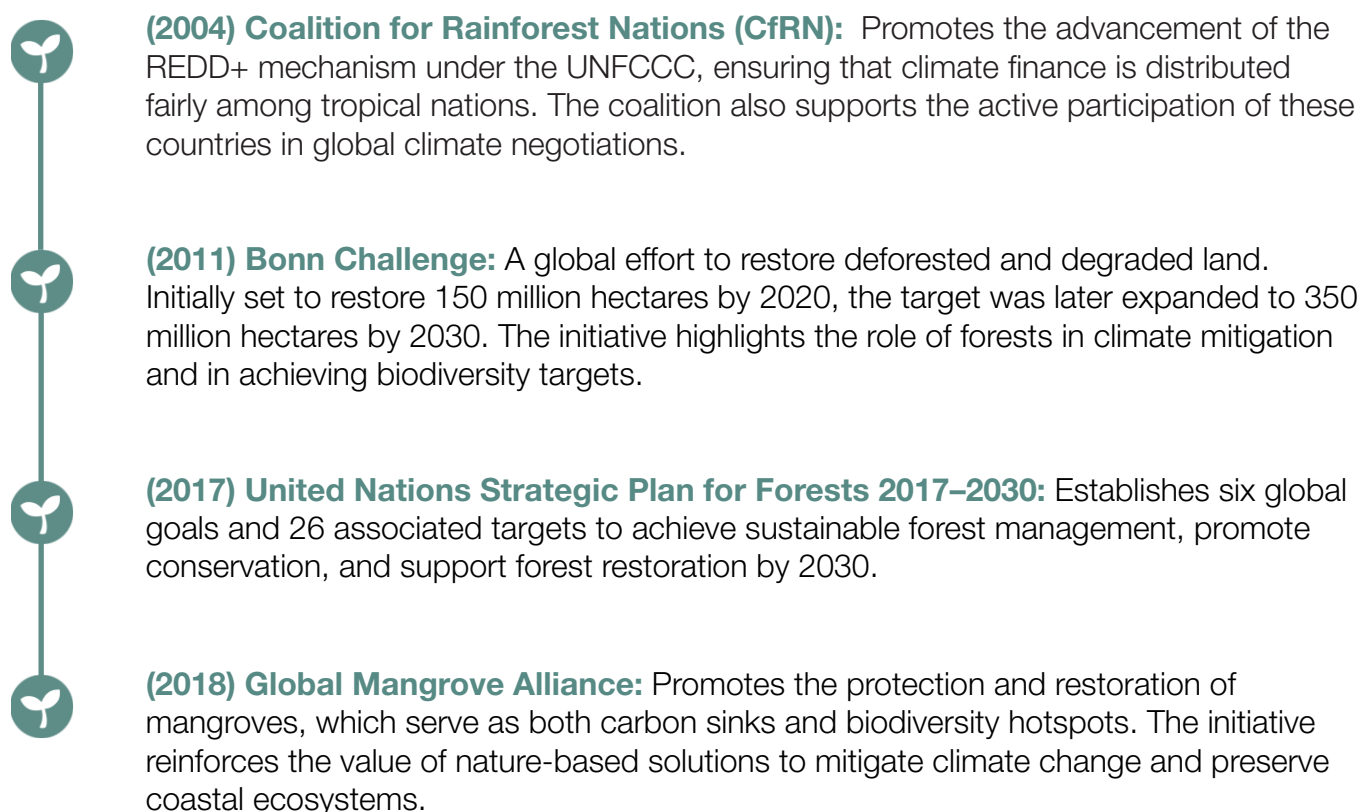 (2004) Coalition for Rainforest Nations (CfRN): Promotes the advancement of the
REDD+ mechanism under the UNFCCC, ensuring that climate finance is distributed
fairly among tropical nations. The coalition also supports the active participation of these
countries in global climate negotiations.
(2011) Bonn Challenge: A global effort to restore deforested and degraded land.
Initially set to restore 150 million hectares by 2020, the target was later expanded to 350
million hectares by 2030. The initiative highlights the role of forests in climate mitigation
and in achieving biodiversity targets.
(2017) United Nations Strategic Plan for Forests 2017–2030: Establishes six global
goals and 26 associated targets to achieve sustainable forest management, promote
conservation, and support forest restoration by 2030.
(2018) Global Mangrove Alliance: Promotes the protection and restoration of
mangroves, which serve as both carbon sinks and biodiversity hotspots. The initiative
reinforces the value of nature-based solutions to mitigate climate change and preserve
coastal ecosystems.